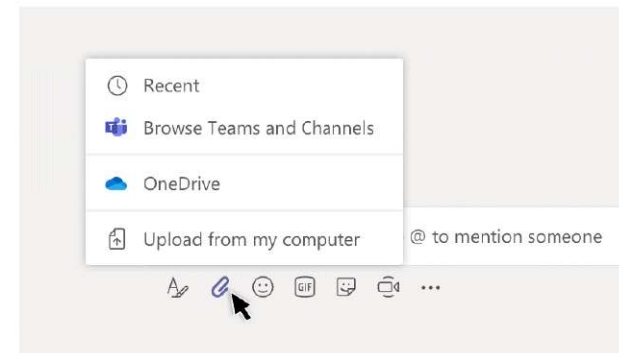 Recent
Browse Teams and Channels
OneDrive
Upload from my computer
@ to mention someone
GIF